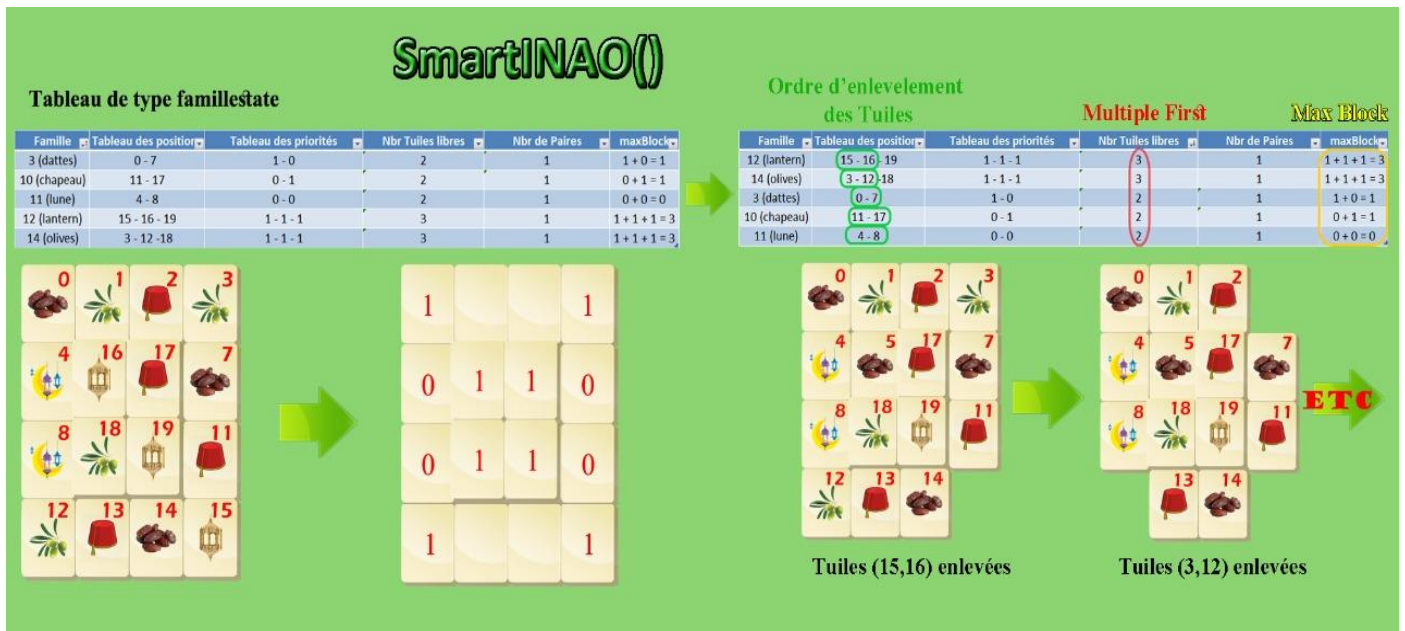 SmartINAO()
Tableau de type famillestate
Famille Tableau des position Tableau des priorités Nbr Tuiles libres Nbr de Paires maxBlock
3 (dattes) 0 - 7 1 - 0 2 1 1 + 0 = 1
10 (chapeau) 11 - 17 0 - 1 2 1 0 + 1 = 1
11 (lune) 4 - 8 0 - 0 2 1 0 + 0 = 0
12 (lantern) 15 - 16 - 19 1 - 1 - 1 3 1 1 + 1 + 1 = 3
14 (olives) 3 - 12 -18 1 - 1 - 1 3 1 1 + 1 + 1 = 3
0 1 2 3
4 16 17 7
8 18 19 11
12 13 14 15
1 1
0 1 1 0
0 1 1 0
1 1
Ordre d'enlevelement
des Tuiles
Multiple First
Max Block
Famille Tableau des position Tableau des priorités Nbr Tuiles libres Nbr de Paires maxBlock
12 (lantern) 15 - 16 - 19 1 - 1 - 1 3 1 1 + 1 + 1 = 3
14 (olives) 3 - 12 -18 1 - 1 - 1 3 1 1 + 1 + 1 = 3
3 (dattes) 0 - 7 1 - 0 2 1 1 + 0 = 1
10 (chapeau) 11 - 17 0 - 1 2 1 0 + 1 = 1
11 (lune) 4 - 8 0 - 0 2 1 0 + 0 = 0
0 1 2 3
4 5 17 7
8 18 19 11
12 13 14
Tuiles (15,16) enlevées
0 1 2
4 5 17 7
8 18 19 11
13 14
Tuiles (3,12) enlevées
ETC